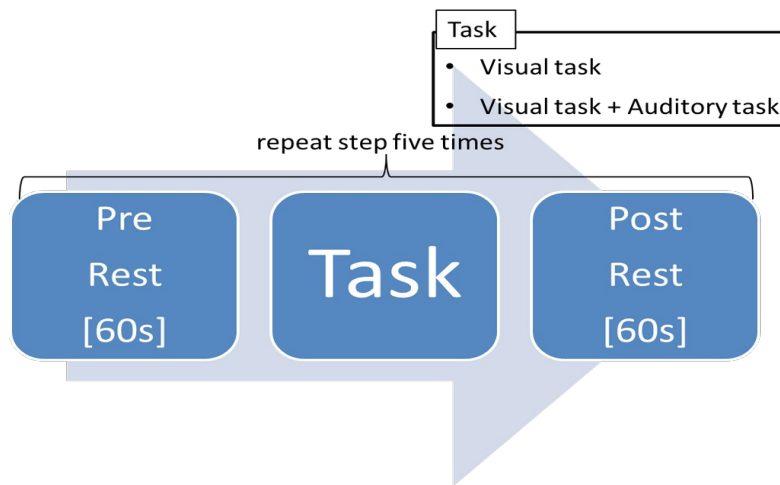 Task
• Visual task
• Visual task + Auditory task
repeat step five times
Pre
Rest
[60s]
Task
Post
Rest
[60s]